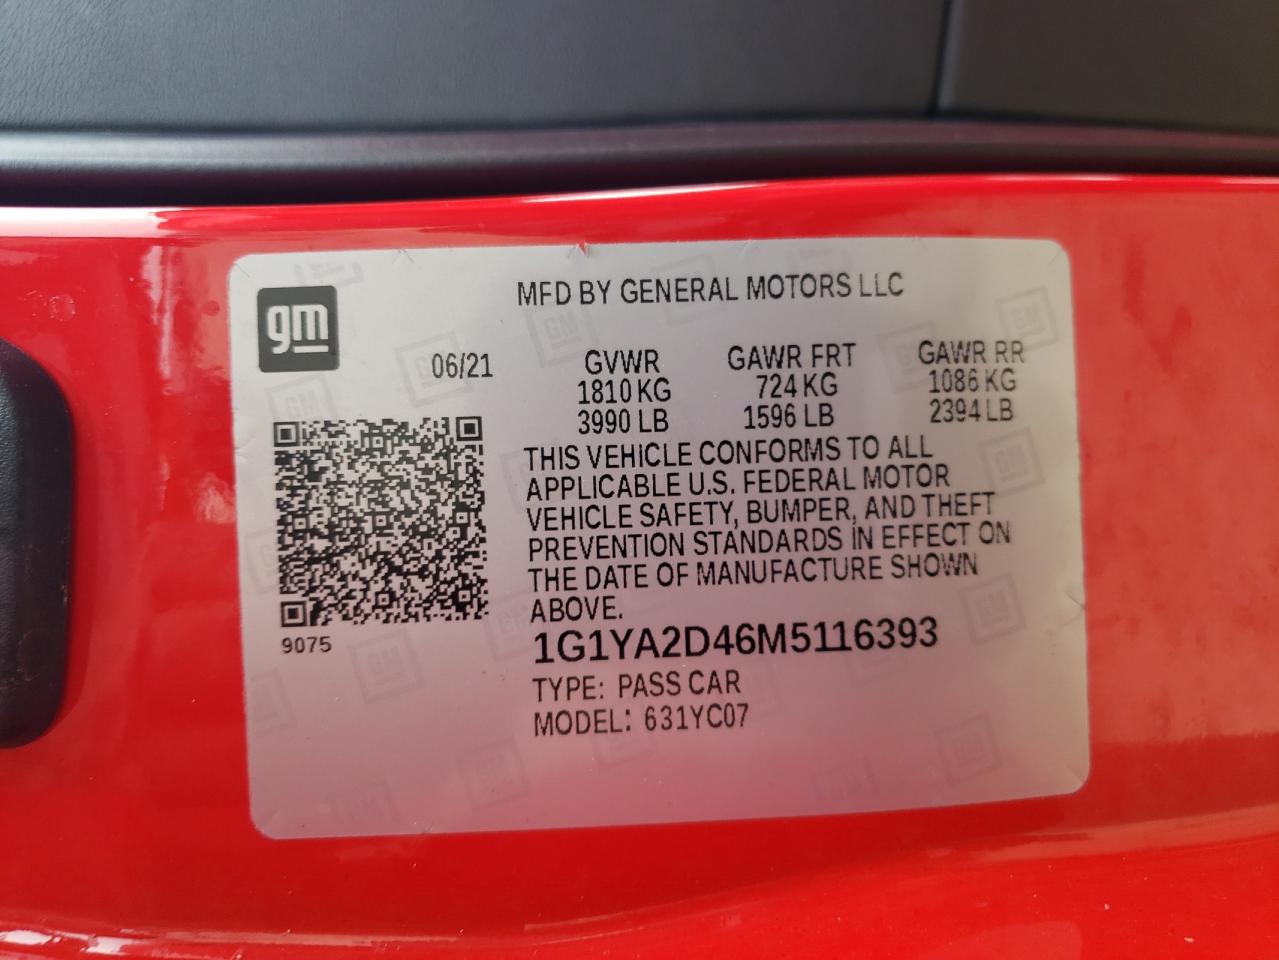 MFD BY GENERAL MOTORS LLC
gm
06/21
GVWR
1810 KG
3990 LB
GAWR FRT
724 KG
1596 LB
GAWR RR
1086 KG
2394 LB
THIS VEHICLE CONFORMS TO ALL
APPLICABLE U.S. FEDERAL MOTOR
VEHICLE SAFETY, BUMPER, AND THEFT
PREVENTION STANDARDS IN EFFECT ON
THE DATE OF MANUFACTURE SHOWN
ABOVE.
9075
1G1YA2D46M5116393
TYPE: PASS CAR
MODEL: 631YC07